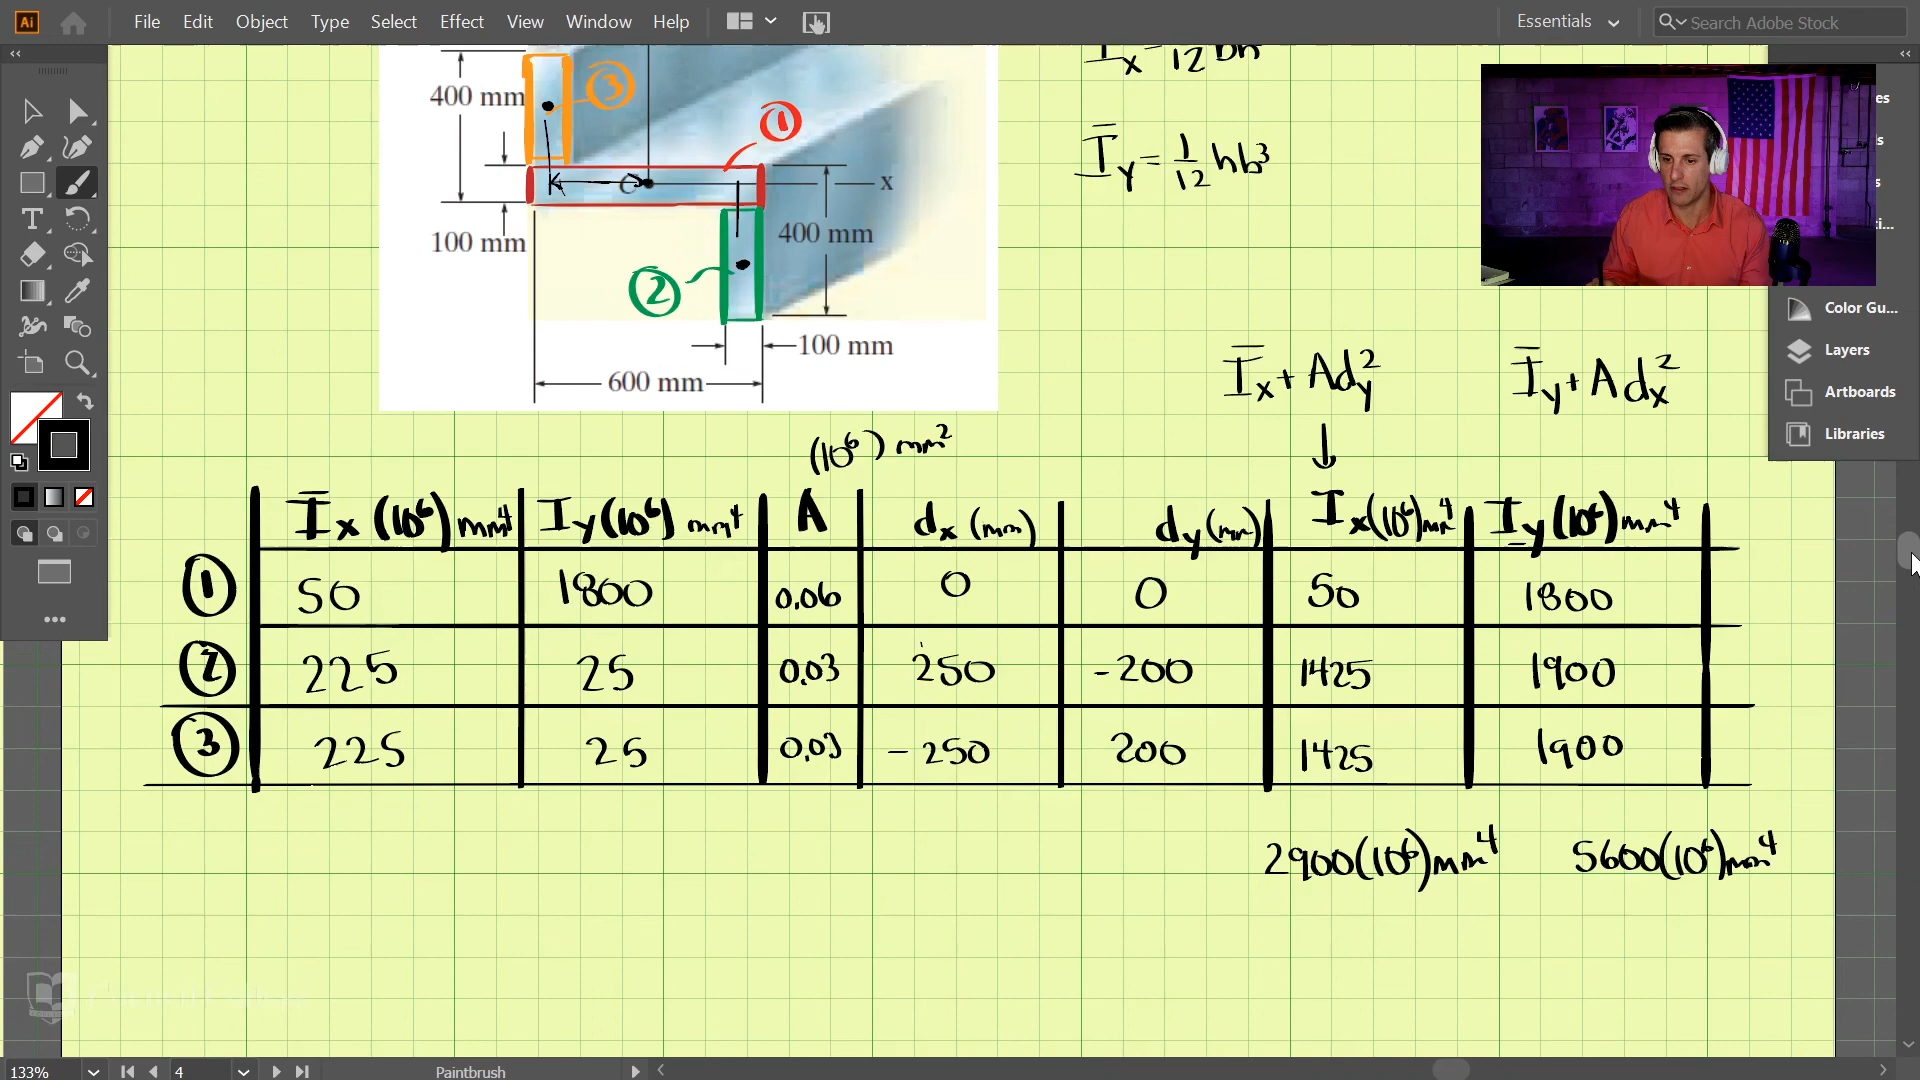 Ai File Edit Object Type Select Effect View Window Help Essentials Search Adobe Stock
Ix = 1/12 bh
400 mm ③ ①
Īy = 1/12 hb³
C x
100 mm 400 mm
②
100 mm
600 mm
Īx + Ady² Īy + Adx²
Color Gu...
Layers
Artboards
Libraries
(10⁶) mm²
Īx (10⁶) mm⁴ Iy (10⁶) mm⁴ A dx (mm) dy (mm) Ix (10⁶) mm⁴ Iy (10⁶) mm⁴
① 50 1800 0.06 0 0 50 1800
② 225 25 0.03 250 -200 1425 1900
③ 225 25 0.03 -250 200 1425 1900
2900(10⁶)mm⁴ 5600(10⁶)mm⁴
133% 4 Paintbrush